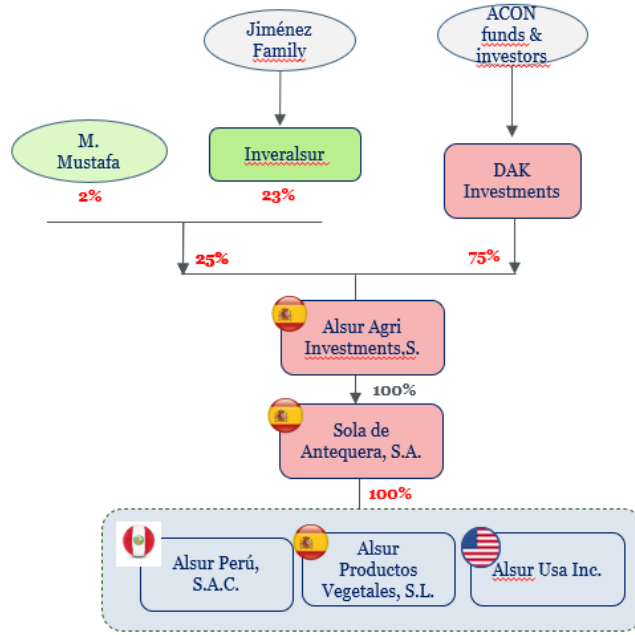 Jiménez
Family
ACON
funds &
investors
M.
Mustafa
Inveralsur
DAK
Investments
2%
23%
25%
75%
Alsur Agri
Investments,S.
100%
Sola de
Antequera, S.A.
100%
Alsur Perú,
S.A.C.
Alsur
Productos
Vegetales, S.L.
Alsur Usa Inc.